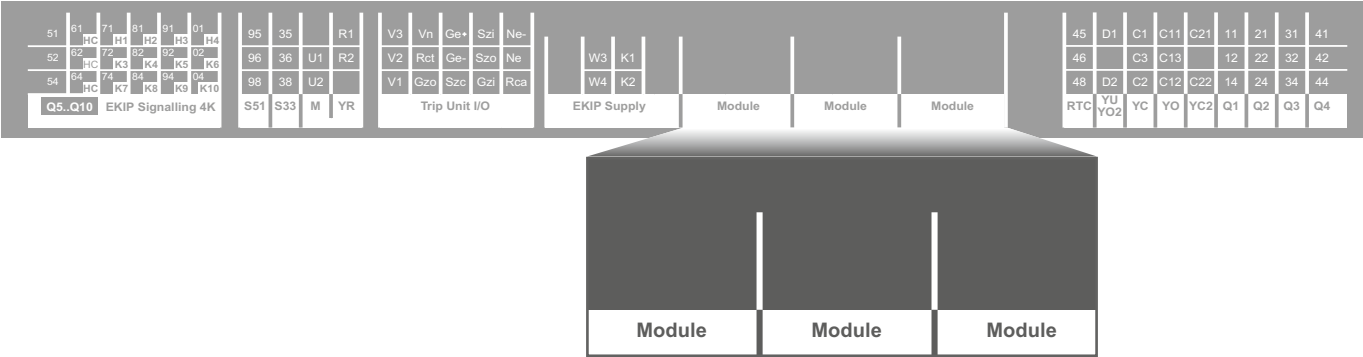 51 61 HC 71 H1 81 H2 91 H3 01 H4 95 35 R1 V3 Vn Ge+ Szi Ne- 45 D1 C1 C11 C21 11 21 31 41
52 62 HC 72 K3 82 K4 92 K5 02 K6 96 36 U1 R2 V2 Rct Ge- Szo Ne W3 K1 46 C3 C13 12 22 32 42
54 64 HC 74 K7 84 K8 94 K9 04 K10 98 38 U2 V1 Gzo Szc Gzi Rca W4 K2 48 D2 C2 C12 C22 14 24 34 44
Q5..Q10 EKIP Signalling 4K S51 S33 M YR Trip Unit I/O EKIP Supply Module Module Module RTC YU YO2 YC YO YC2 Q1 Q2 Q3 Q4
Module Module Module